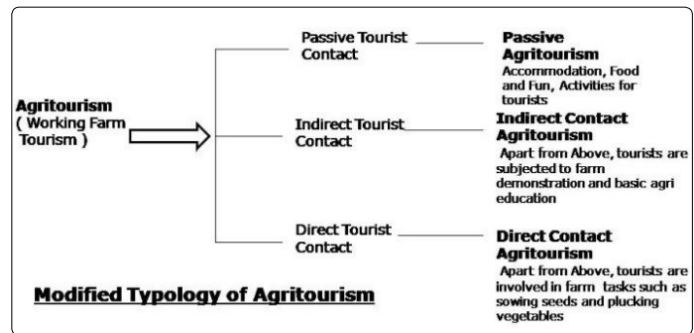 Passive Tourist
Contact
Passive
Agritourism
Accommodation, Food
and Fun, Activities for
tourists
Agritourism
( Working Farm
Tourism )
Indirect Tourist
Contact
Indirect Contact
Agritourism
Apart from Above, tourists are
subjected to farm
demonstration and basic agri
education
Direct Tourist
Contact
Direct Contact
Agritourism
Apart from Above, tourists are
involved in farm tasks such as
sowing seeds and plucking
vegetables
Modified Typology of Agritourism